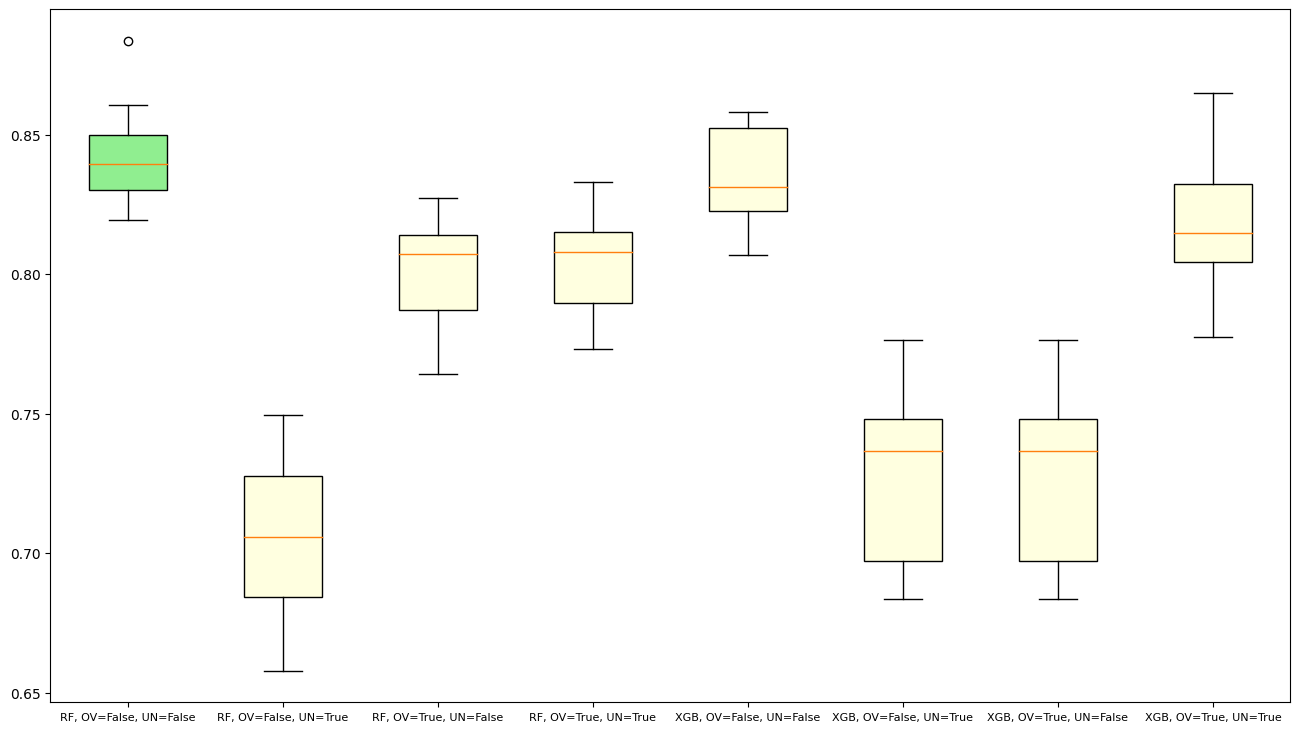 0.85
0.80
0.75
0.70
0.65
RF, OV=False, UN=False
RF, OV=False, UN=True
RF, OV=True, UN=False
RF, OV=True, UN=True
XGB, OV=False, UN=False
XGB, OV=False, UN=True
XGB, OV=True, UN=False
XGB, OV=True, UN=True